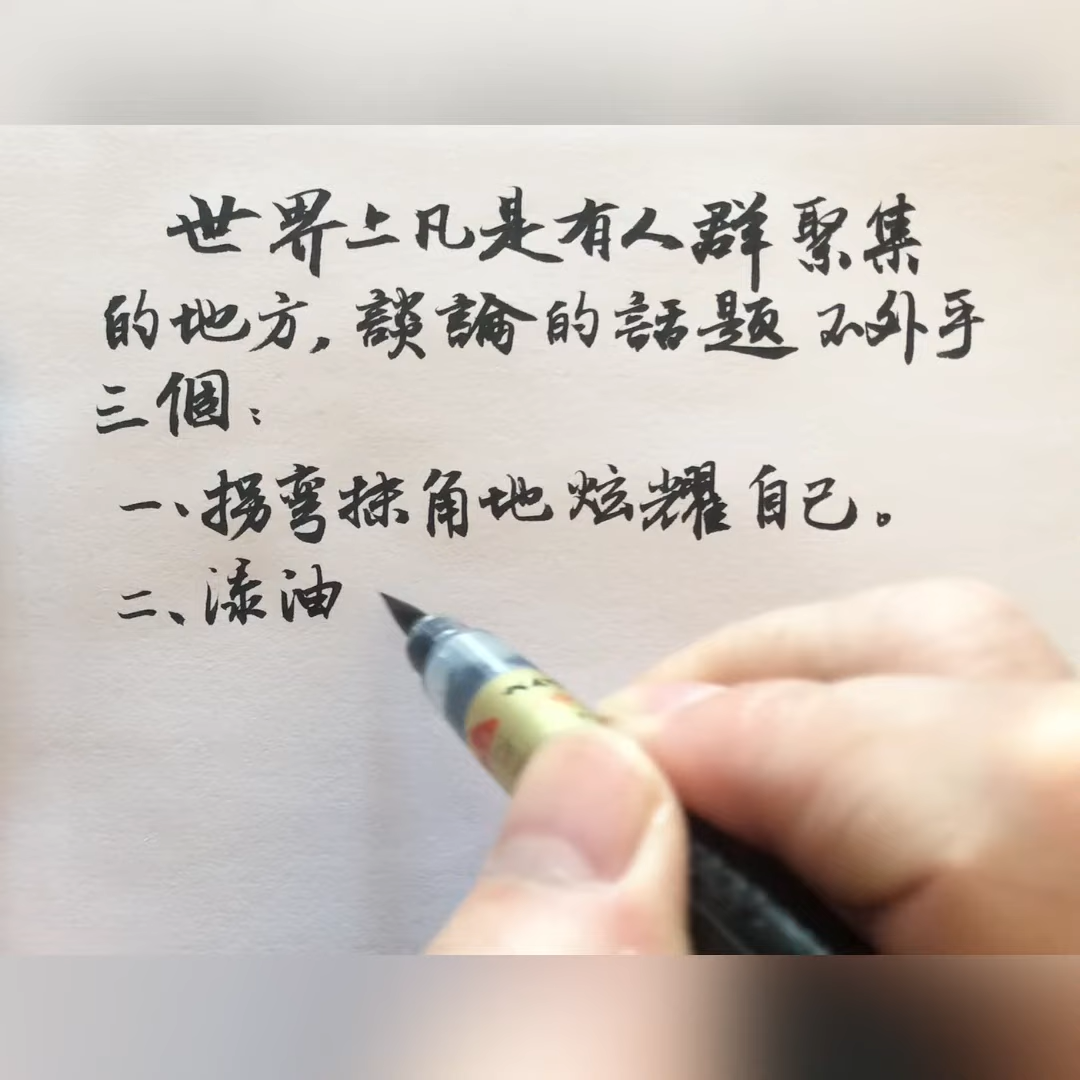 世界上凡是有人群聚集
的地方,談論的話題不外乎
三個:
一、拐彎抹角地炫耀自己。
二、添油